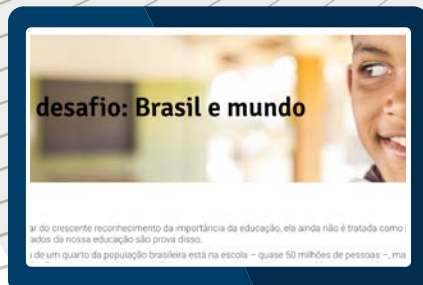 desafio: Brasil e mundo
ar do crescente reconhecimento da importância da educação, ela ainda não é tratada como
ados da nossa educação são prova disso.
de um quarto da população brasileira está na escola – quase 50 milhões de pessoas –, ma